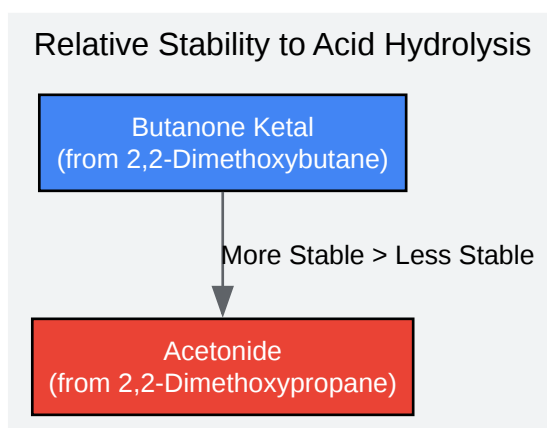 Relative Stability to Acid Hydrolysis
Butanone Ketal
(from 2,2-Dimethoxybutane)
More Stable > Less Stable
Acetonide
(from 2,2-Dimethoxypropane)